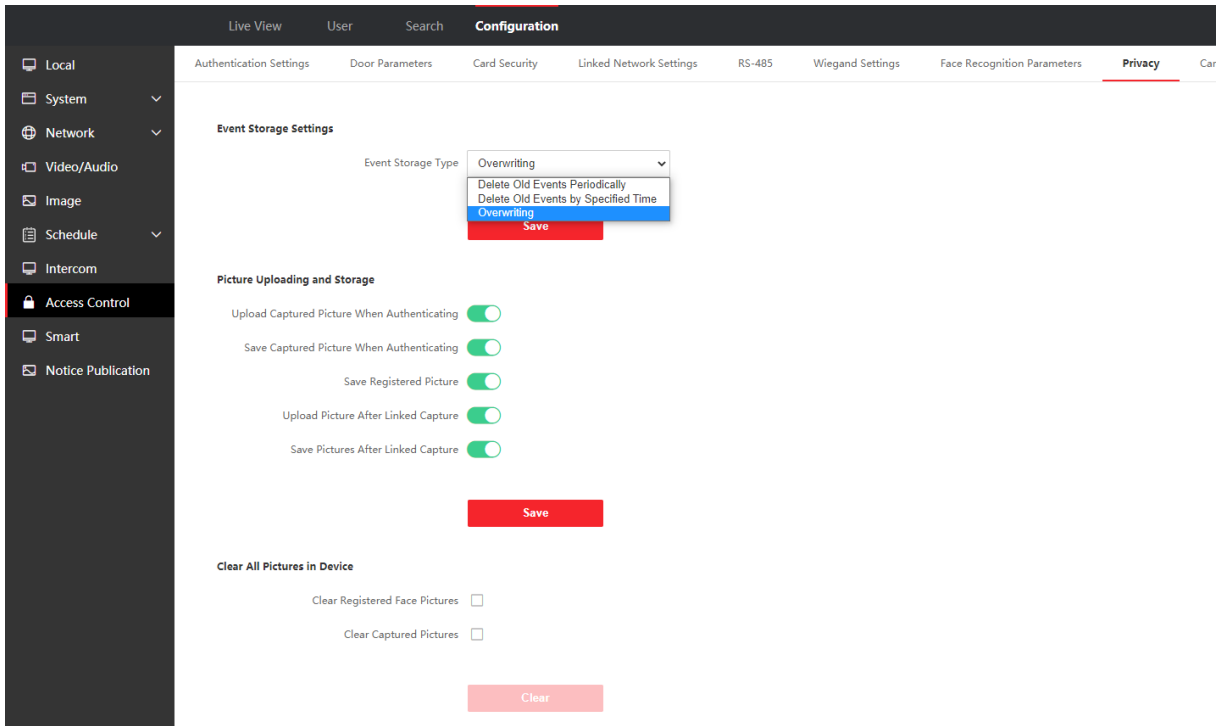 Live View User Search Configuration
Local
System
Network
Video/Audio
Image
Schedule
Intercom
Access Control
Smart
Notice Publication
Authentication Settings Door Parameters Card Security Linked Network Settings RS-485 Wiegand Settings Face Recognition Parameters Privacy Car
Event Storage Settings
Event Storage Type Overwriting
Delete Old Events Periodically
Delete Old Events by Specified Time
Overwriting
Save
Picture Uploading and Storage
Upload Captured Picture When Authenticating
Save Captured Picture When Authenticating
Save Registered Picture
Upload Picture After Linked Capture
Save Pictures After Linked Capture
Save
Clear All Pictures in Device
Clear Registered Face Pictures
Clear Captured Pictures
Clear